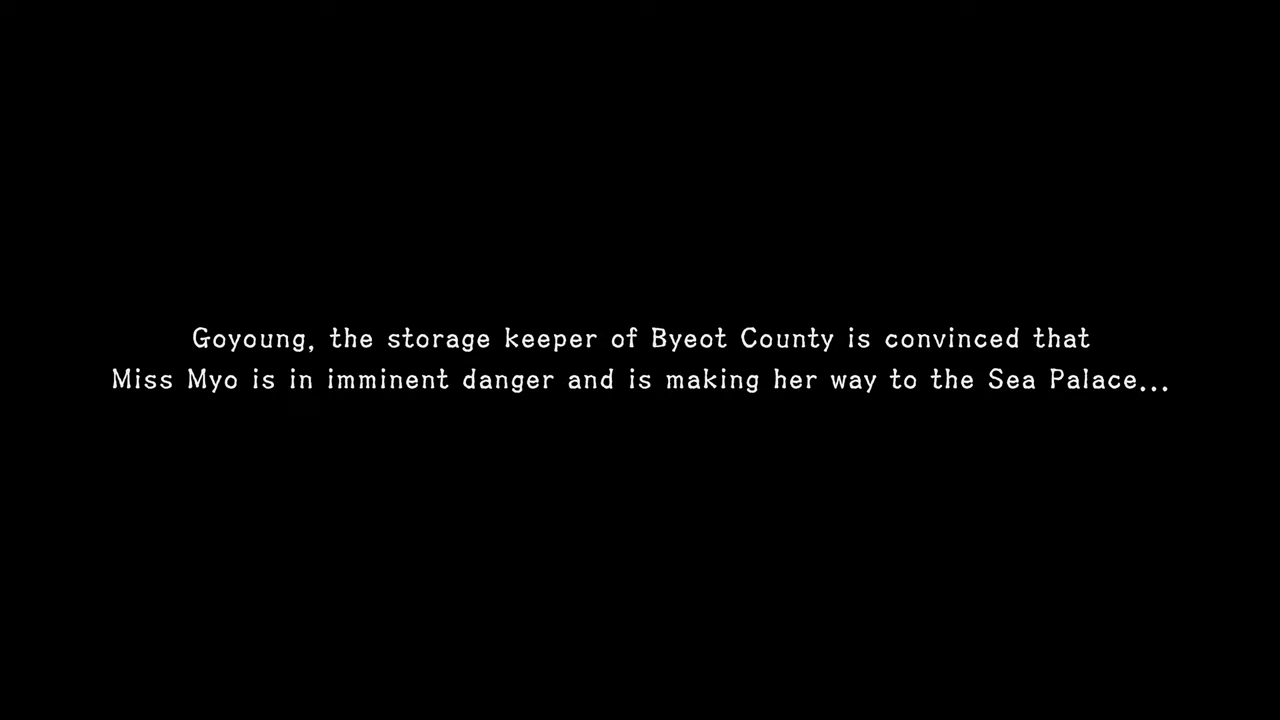 Goyoung, the storage keeper of Byeot County is convinced that
Miss Myo is in imminent danger and is making her way to the Sea Palace...